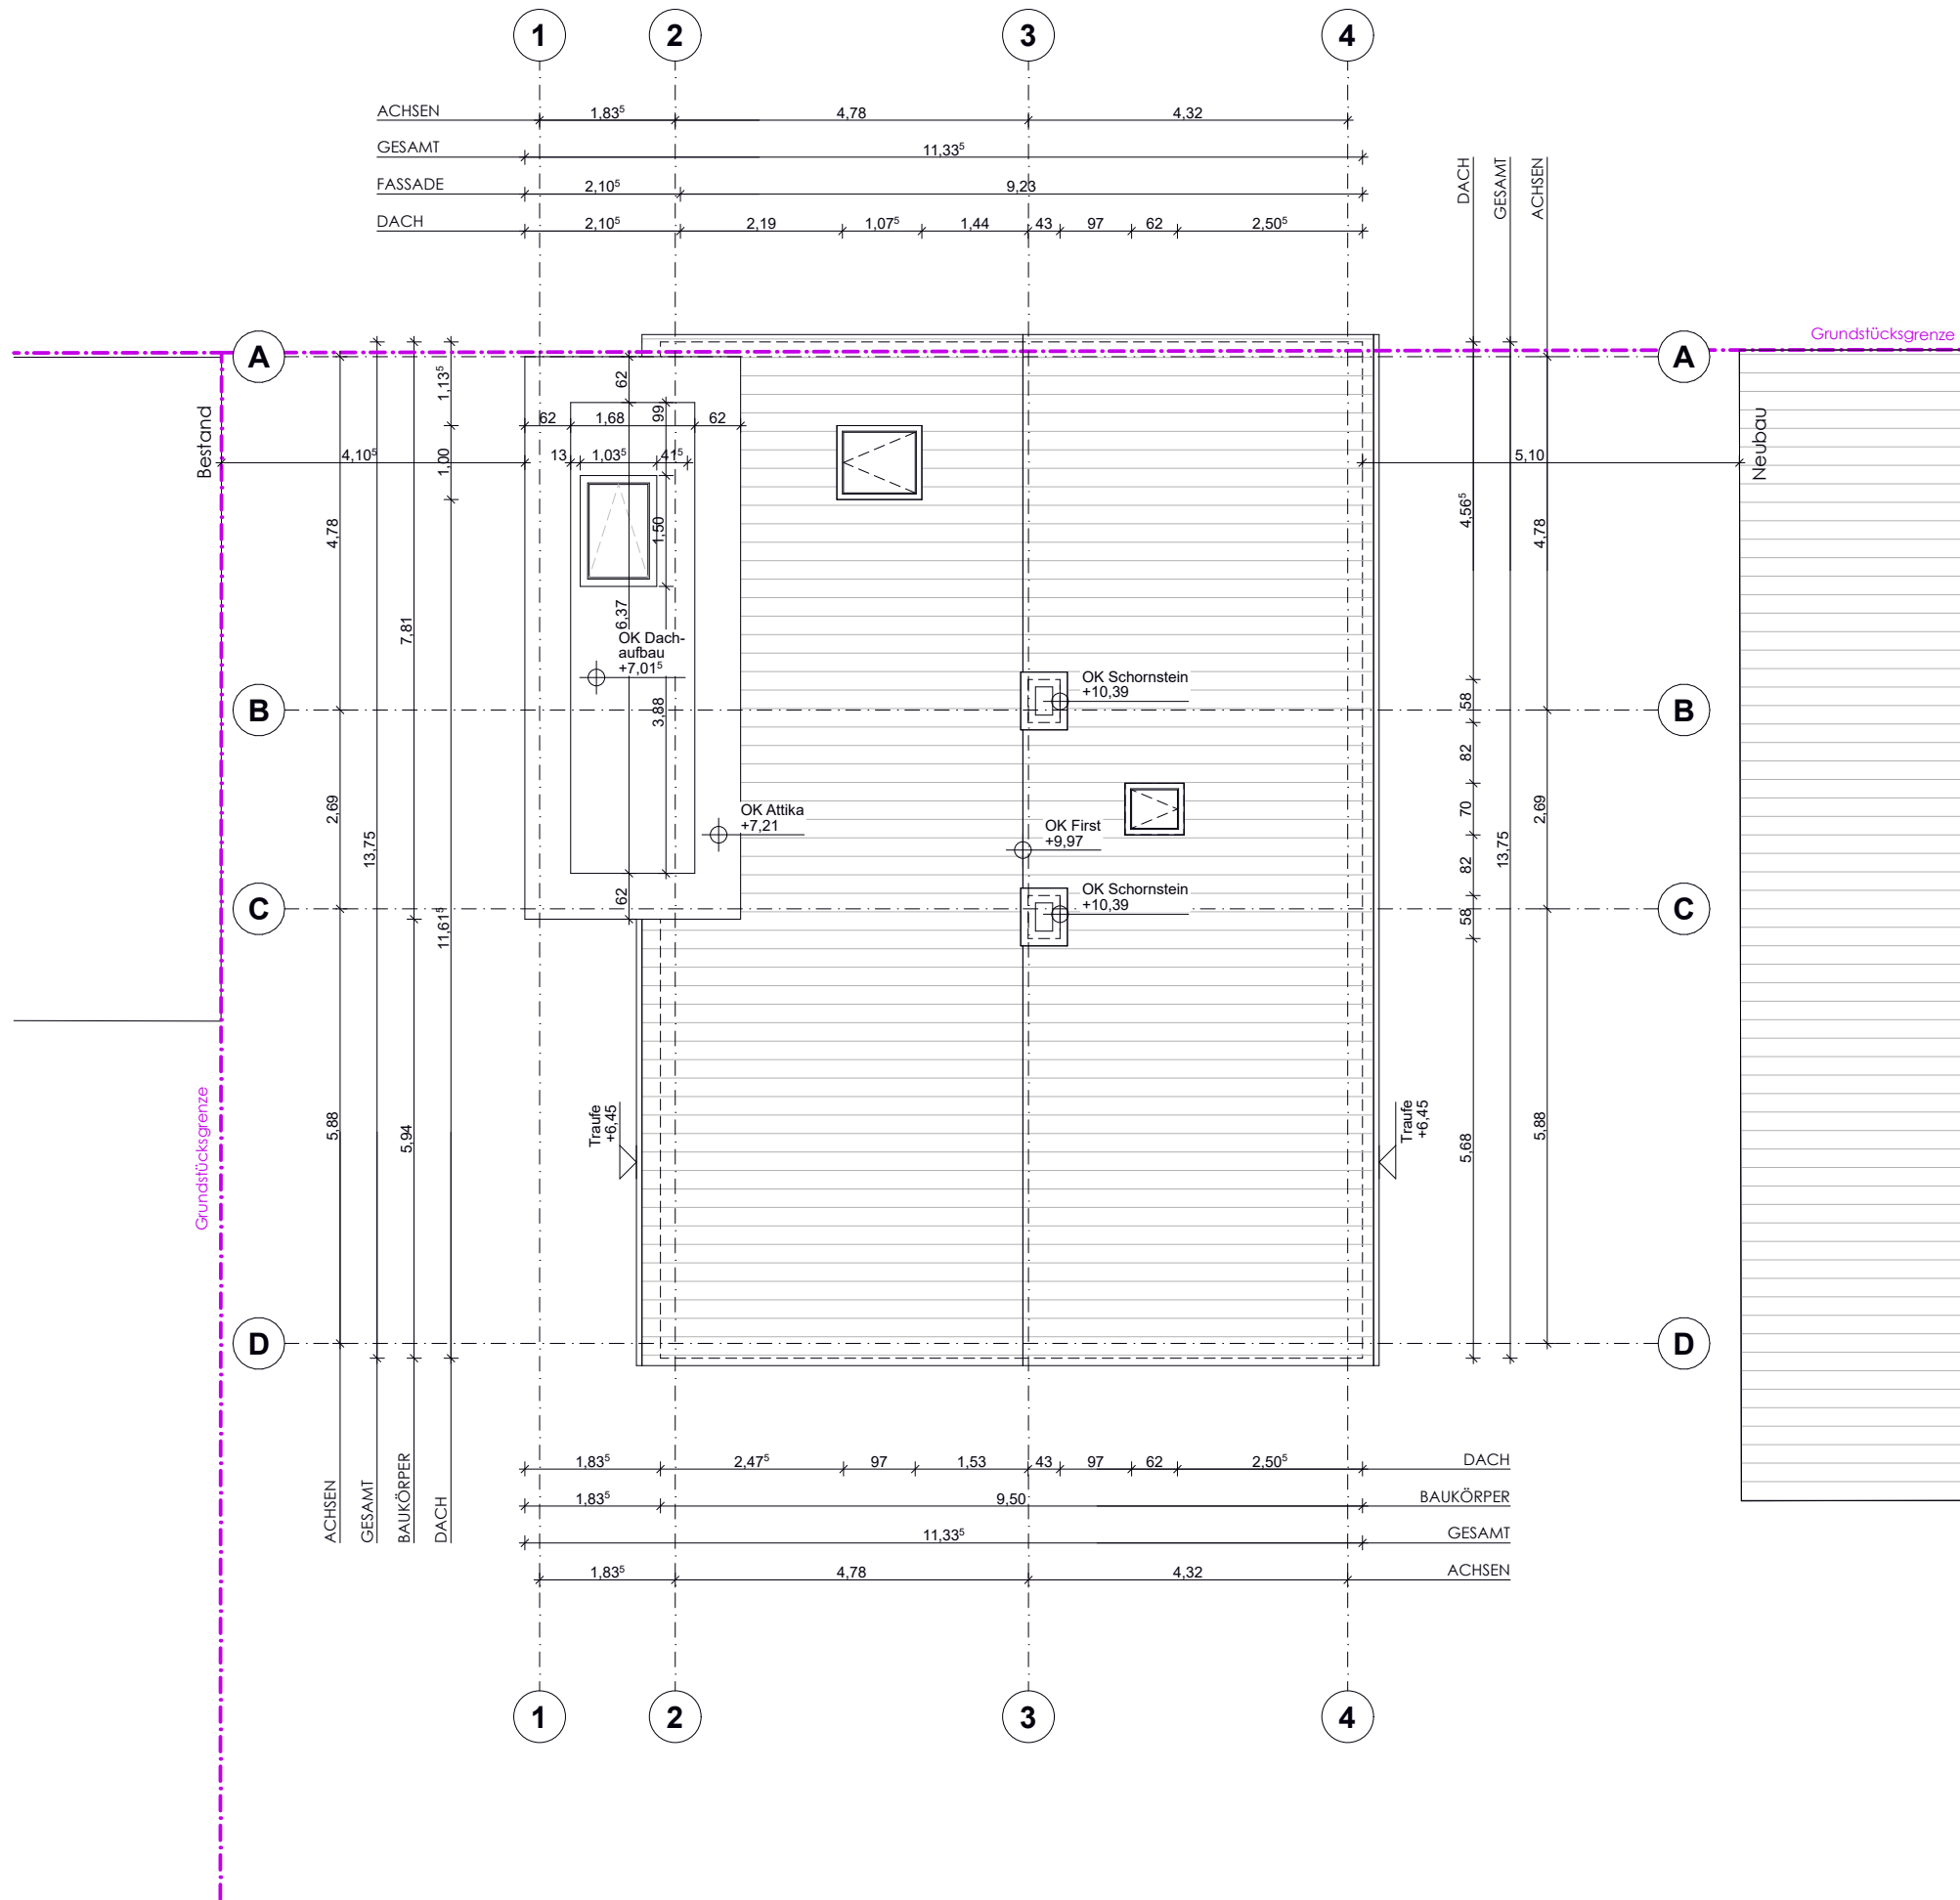 1 2 3 4
ACHSEN 1,83⁵ 4,78 4,32
GESAMT 11,33⁵
FASSADE 2,10⁵ 9,23
DACH 2,10⁵ 2,19 1,07⁵ 1,44 43 97 62 2,50⁵
DACH
GESAMT
ACHSEN
Grundstücksgrenze
A A
Bestand
Neubau
62
99
62 1,68 62
4,10⁵
13 1,03⁵ 41⁵
5,10
1,13⁵
1,00
4,78
7,81
1,50
6,37
4,56⁵
4,78
OK Dach-
aufbau
+7,01⁵
3,88
OK Schornstein
+10,39
B B
58
82
70
82
58
2,69
13,75
11,61⁵
OK Attika
+7,21
OK First
+9,97
13,75
2,69
62
OK Schornstein
+10,39
C C
Grundstücksgrenze
5,88
5,94
Traufe
+6,45
Traufe
+6,45
5,68
5,88
D D
ACHSEN
GESAMT
BAUKÖRPER
DACH
1,83⁵ 2,47⁵ 97 1,53 43 97 62 2,50⁵ DACH
1,83⁵ 9,50 BAUKÖRPER
11,33⁵ GESAMT
1,83⁵ 4,78 4,32 ACHSEN
1 2 3 4